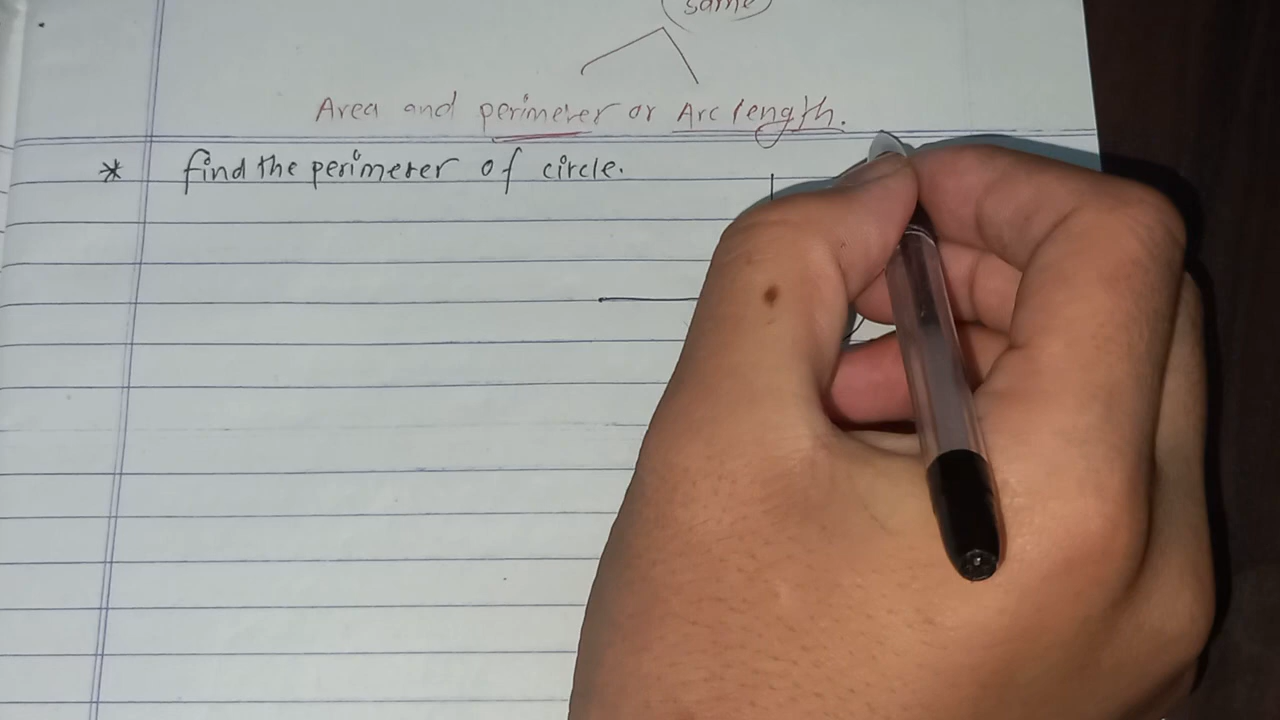 same
Area and perimeter or Arc length.
* find the perimeter of circle.